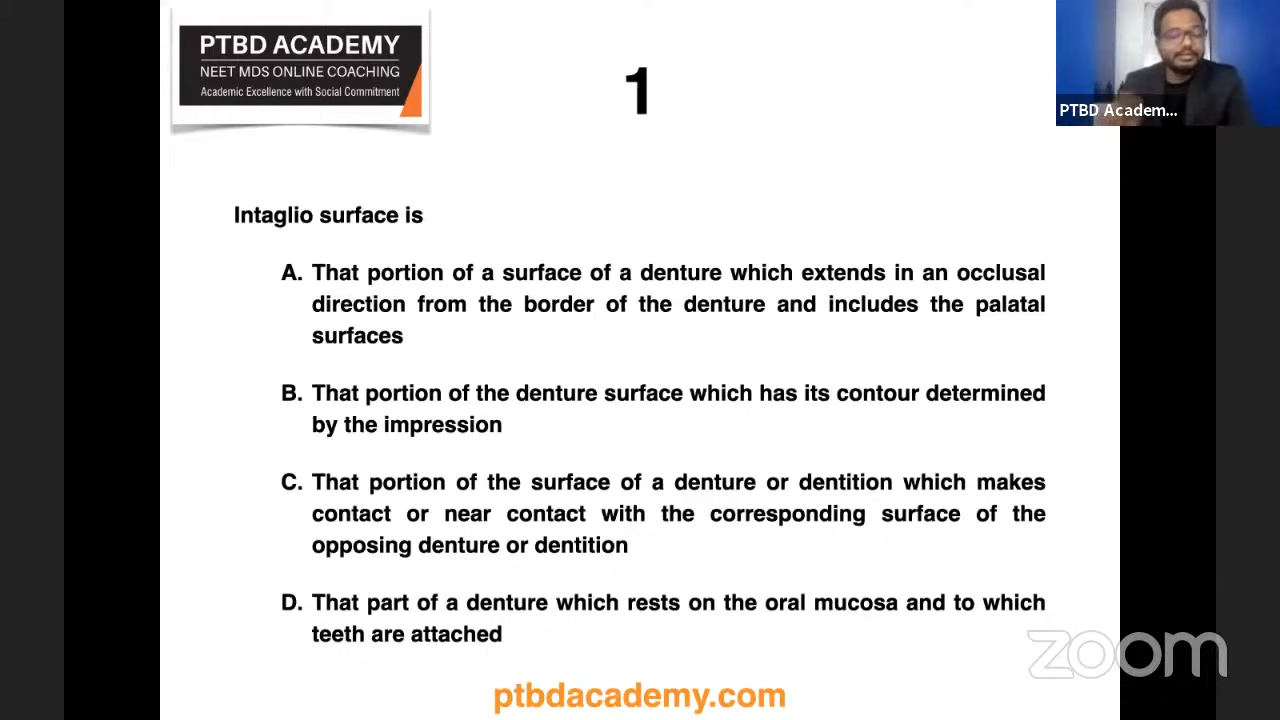 PTBD ACADEMY
NEET MDS ONLINE COACHING
Academic Excellence with Social Commitment
1
PTBD Academ...
Intaglio surface is
A. That portion of a surface of a denture which extends in an occlusal
direction from the border of the denture and includes the palatal
surfaces
B. That portion of the denture surface which has its contour determined
by the impression
C. That portion of the surface of a denture or dentition which makes
contact or near contact with the corresponding surface of the
opposing denture or dentition
D. That part of a denture which rests on the oral mucosa and to which
teeth are attached
zoom
ptbdacademy.com